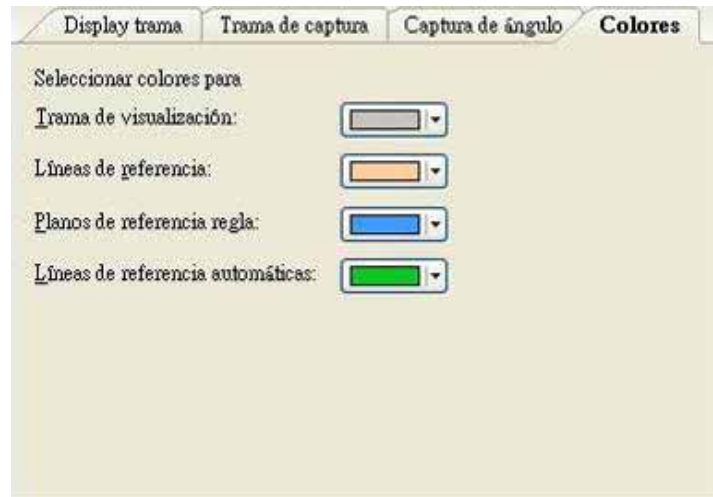 Display trama Trama de captura Captura de ángulo Colores
Seleccionar colores para
Trama de visualización:
Líneas de referencia:
Planos de referencia regla:
Líneas de referencia automáticas: